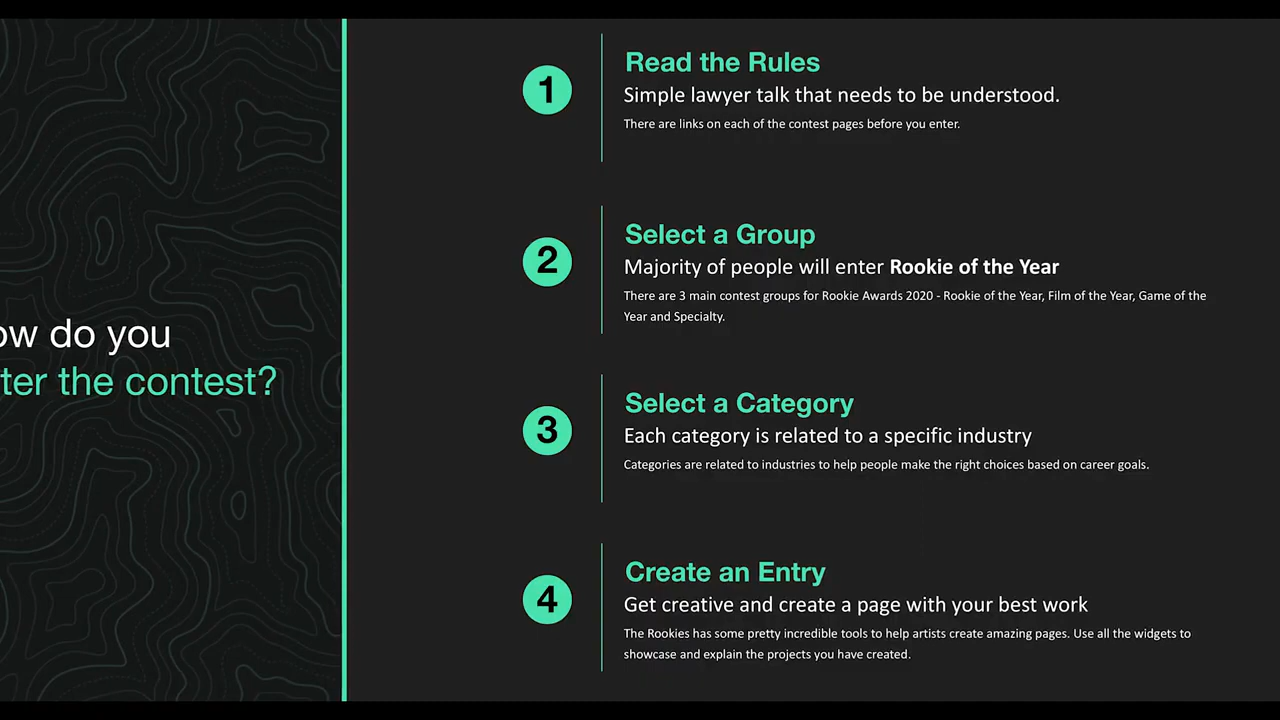 ow do you
ter the contest?
1
Read the Rules
Simple lawyer talk that needs to be understood.
There are links on each of the contest pages before you enter.
2
Select a Group
Majority of people will enter Rookie of the Year
There are 3 main contest groups for Rookie Awards 2020 - Rookie of the Year, Film of the Year, Game of the
Year and Specialty.
3
Select a Category
Each category is related to a specific industry
Categories are related to industries to help people make the right choices based on career goals.
4
Create an Entry
Get creative and create a page with your best work
The Rookies has some pretty incredible tools to help artists create amazing pages. Use all the widgets to
showcase and explain the projects you have created.